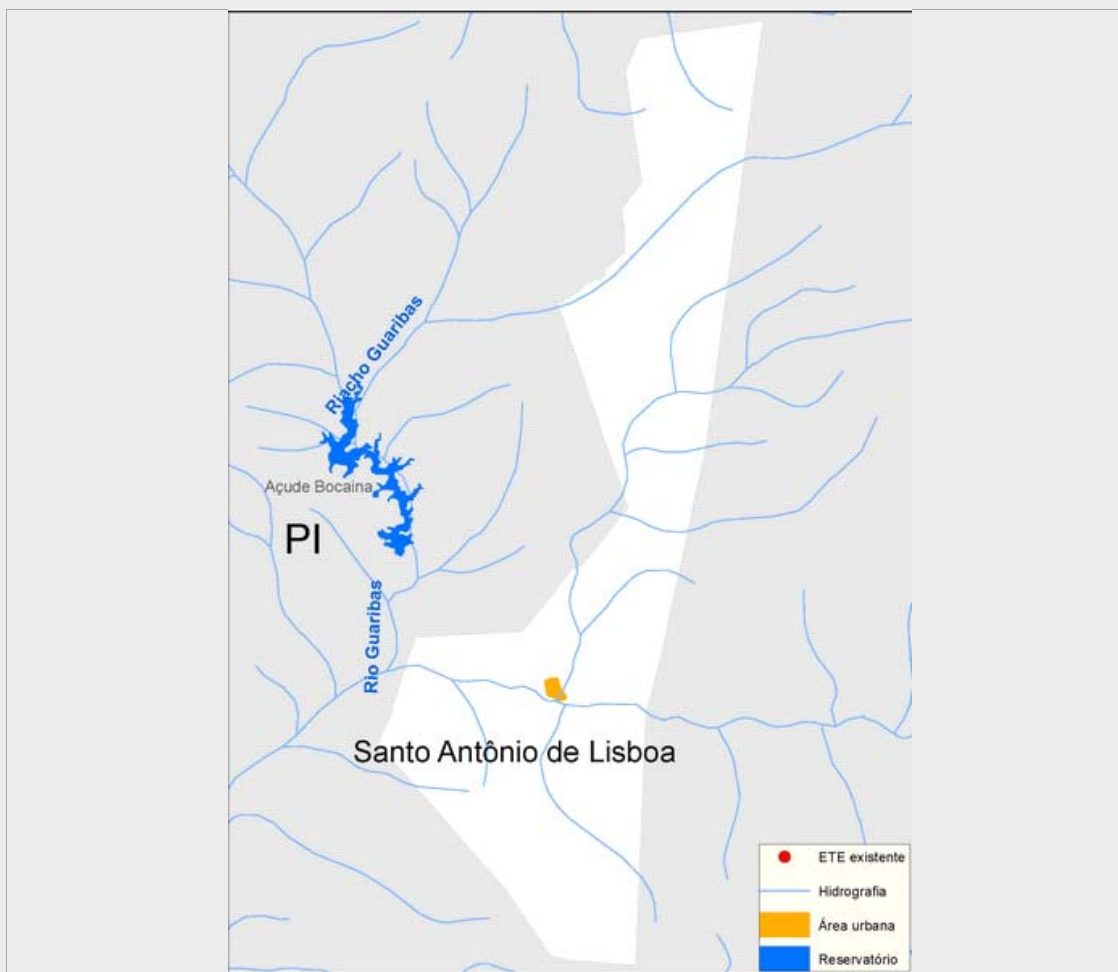 Riacho Guaribas
Açude Bocaina
PI
Rio Guaribas
Santo Antônio de Lisboa
ETE existente
Hidrografia
Área urbana
Reservatório